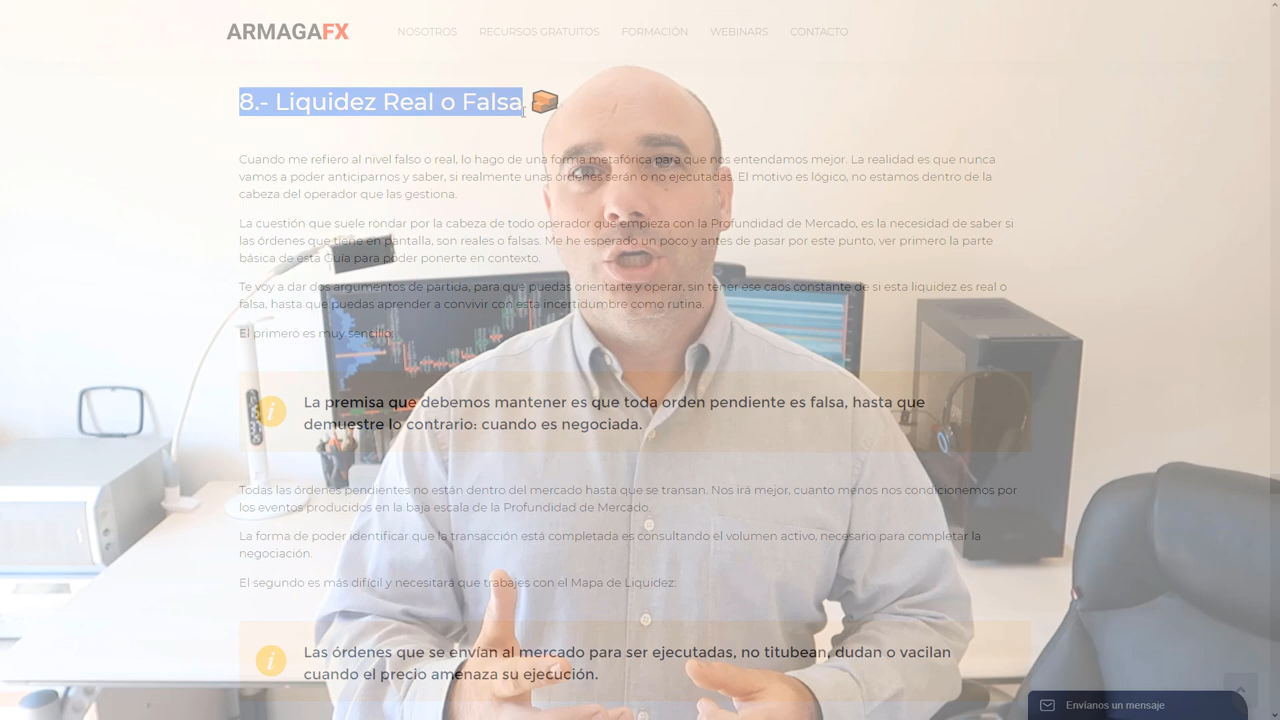 ARMAGAFX
NOSOTROS RECURSOS GRATUITOS FORMACIÓN WEBINARS CONTACTO
8.- Liquidez Real o Falsa
Cuando me refiero al nivel falso o real, lo hago de una forma metafórica para que nos entendamos mejor. La realidad es que nunca
vamos a poder anticiparnos y saber, si realmente unas órdenes serán o no ejecutadas. El motivo es lógico, no estamos dentro de la
cabeza del operador que las gestiona.
La cuestión que suele rondar por la cabeza de todo operador que empieza con la Profundidad de Mercado, es la necesidad de saber si
las órdenes que tiene en pantalla, son reales o falsas. Me he esperado un poco y antes de pasar por este punto, ver primero la parte
básica de esta Guía para poder ponerte en contexto.
Te voy a dar dos argumentos de partida, para que puedas orientarte y operar, sin tener ese caos constante de si esta liquidez es real o
falsa, hasta que puedas aprender a convivir con esta incertidumbre como rutina.
El primero es muy sencillo:
La premisa que debemos mantener es que toda orden pendiente es falsa, hasta que
demuestre lo contrario: cuando es negociada.
Todas las órdenes pendientes no están dentro del mercado hasta que se transan. Nos irá mejor, cuanto menos nos condicionemos por
los eventos producidos en la baja escala de la Profundidad de Mercado.
La forma de poder identificar que la transacción está completada es consultando el volumen activo, necesario para completar la
negociación.
El segundo es más difícil y necesitará que trabajes con el Mapa de Liquidez:
Las órdenes que se envían al mercado para ser ejecutadas, no titubean, dudan o vacilan
cuando el precio amenaza su ejecución.
Envíanos un mensaje